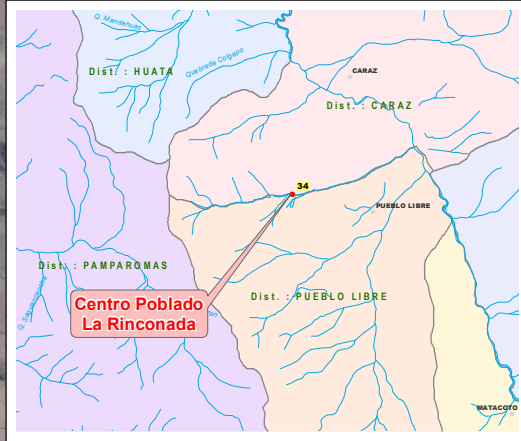 Q. Mandahuas
Dist. : HUATA
Quebrada Colgapo
CARAZ
Dist. : CARAZ
34
PUEBLO LIBRE
Dist. : PAMPAROMAS
Dist. : PUEBLO LIBRE
Centro Poblado
La Rinconada
MATACOTO